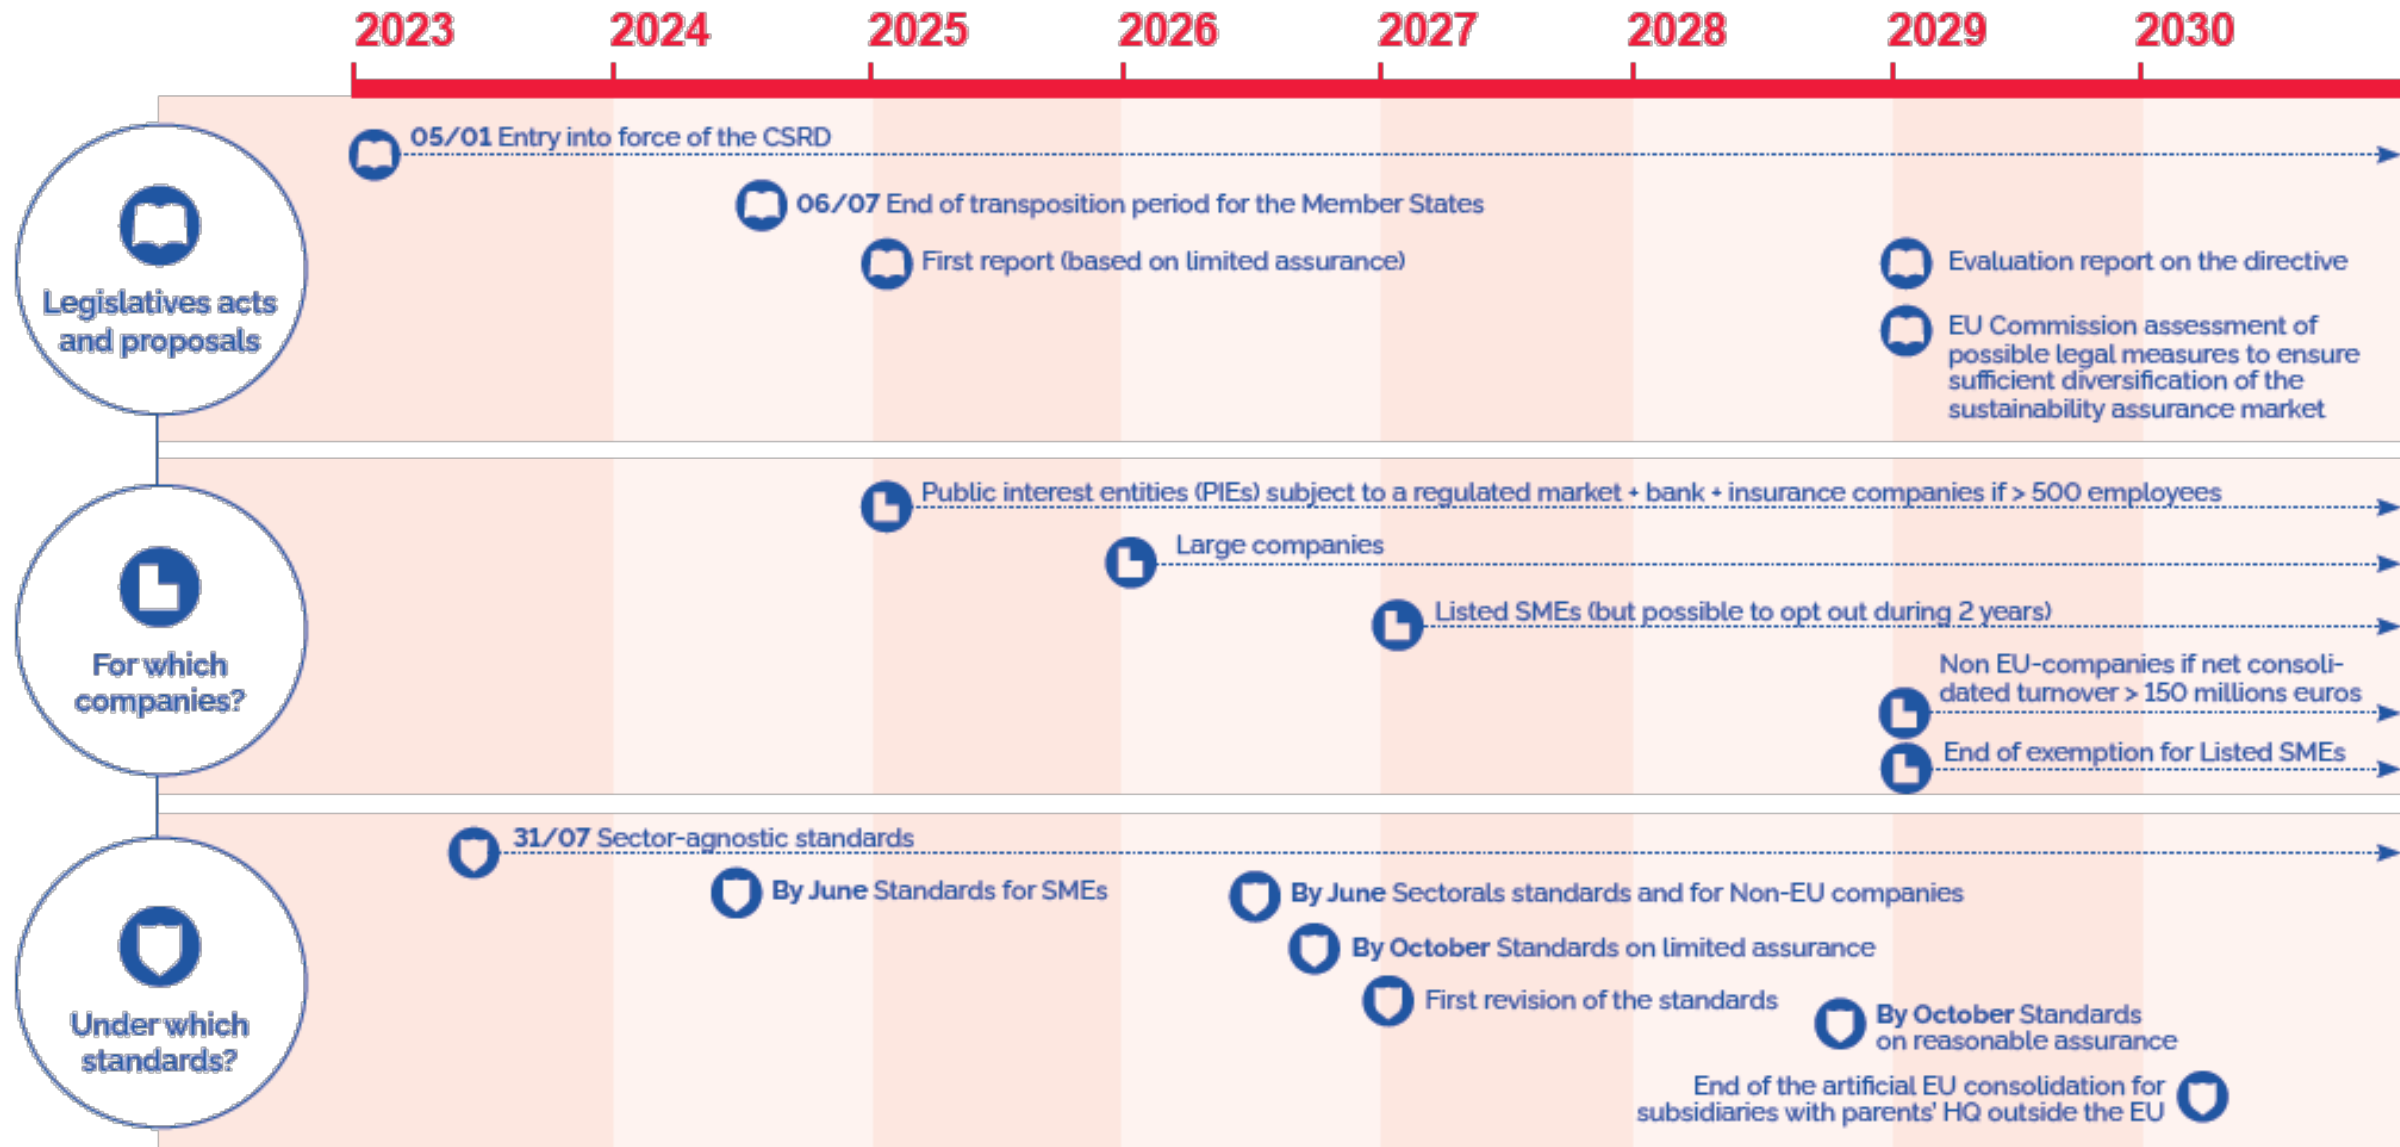 2023 2024 2025 2026 2027 2028 2029 2030
Legislatives acts
and proposals
05/01 Entry into force of the CSRD
06/07 End of transposition period for the Member States
First report (based on limited assurance)
Evaluation report on the directive
EU Commission assessment of
possible legal measures to ensure
sufficient diversification of the
sustainability assurance market
For which
companies?
Public interest entities (PIEs) subject to a regulated market + bank + insurance companies if > 500 employees
Large companies
Listed SMEs (but possible to opt out during 2 years)
Non EU-companies if net consoli-
dated turnover > 150 millions euros
End of exemption for Listed SMEs
Under which
standards?
31/07 Sector-agnostic standards
By June Standards for SMEs
By June Sectorals standards and for Non-EU companies
By October Standards on limited assurance
First revision of the standards
By October Standards
on reasonable assurance
End of the artificial EU consolidation for
subsidiaries with parents' HQ outside the EU